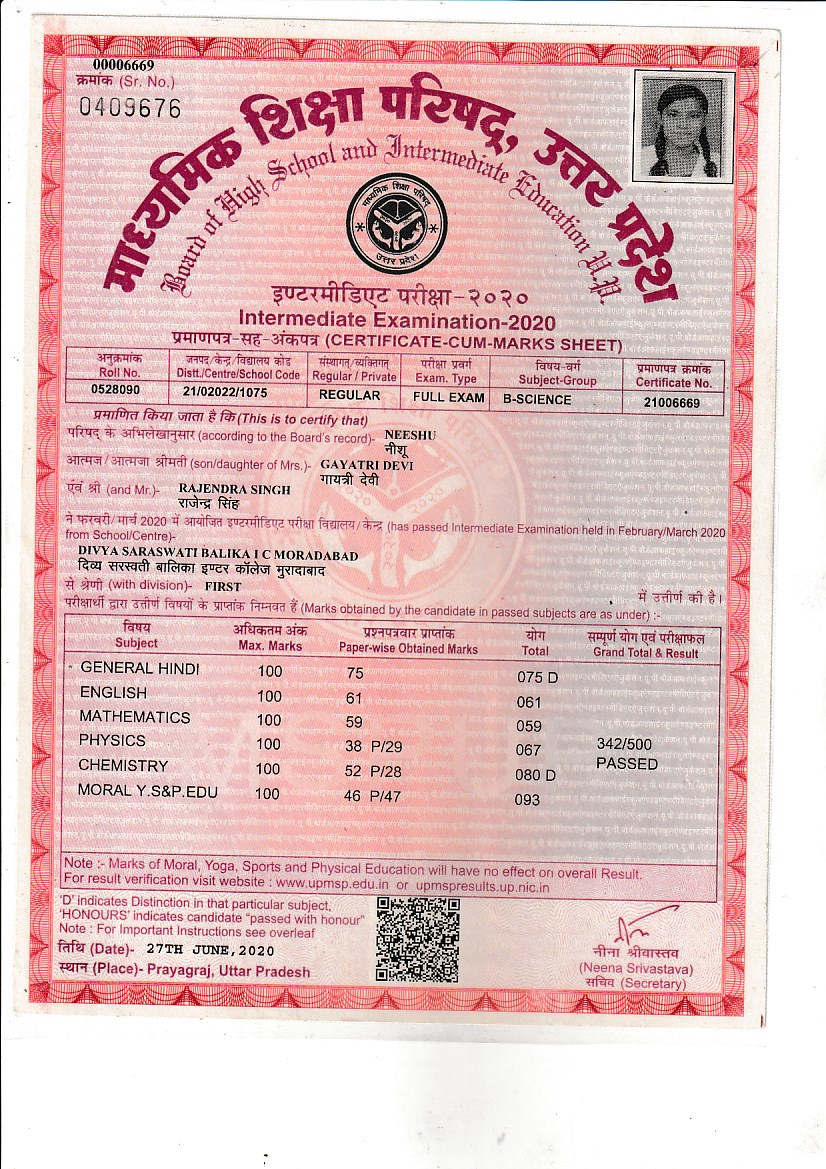 00006669
क्रमांक (Sr. No.)
0409676
माध्यमिक शिक्षा परिषद्, उत्तर प्रदेश
Board of High School and Intermediate Education U.P.
माध्यमिक शिक्षा परिषद्
उत्तर प्रदेश
इण्टरमीडिएट परीक्षा-२०२०
Intermediate Examination-2020
प्रमाणपत्र-सह-अंकपत्र (CERTIFICATE-CUM-MARKS SHEET)
अनुक्रमांक जनपद/केन्द्र/विद्यालय कोड संस्थागत/व्यक्तिगत परीक्षा प्रवर्ग विषय-वर्ग प्रमाणपत्र क्रमांक
Roll No. Distt./Centre/School Code Regular / Private Exam. Type Subject-Group Certificate No.
0528090 21/02022/1075 REGULAR FULL EXAM B-SCIENCE 21006669
प्रमाणित किया जाता है कि (This is to certify that)
परिषद् के अभिलेखानुसार (according to the Board's record)- NEESHU
नीशू
आत्मज/आत्मजा श्रीमती (son/daughter of Mrs.)- GAYATRI DEVI
गायत्री देवी
एवं श्री (and Mr.)- RAJENDRA SINGH
राजेन्द्र सिंह
ने फरवरी/मार्च 2020 में आयोजित इण्टरमीडिएट परीक्षा विद्यालय/केन्द्र (has passed Intermediate Examination held in February/March 2020
from School/Centre)-
DIVYA SARASWATI BALIKA I C MORADABAD
दिव्य सरस्वती बालिका इण्टर कॉलेज मुरादाबाद
से श्रेणी (with division)- FIRST में उत्तीर्ण की है।
परीक्षार्थी द्वारा उत्तीर्ण विषयों के प्राप्तांक निम्नवत हैं (Marks obtained by the candidate in passed subjects are as under) :-
विषय अधिकतम अंक प्रश्नपत्रवार प्राप्तांक योग सम्पूर्ण योग एवं परीक्षाफल
Subject Max. Marks Paper-wise Obtained Marks Total Grand Total & Result
GENERAL HINDI 100 75 075 D
ENGLISH 100 61 061
MATHEMATICS 100 59 059
PHYSICS 100 38 P/29 067 342/500
CHEMISTRY 100 52 P/28 080 D PASSED
MORAL Y.S&P.EDU 100 46 P/47 093
Note :- Marks of Moral, Yoga, Sports and Physical Education will have no effect on overall Result.
For result verification visit website : www.upmsp.edu.in or upmspresults.up.nic.in
'D' indicates Distinction in that particular subject,
'HONOURS' indicates candidate "passed with honour"
Note : For Important Instructions see overleaf
तिथि (Date)- 27TH JUNE,2020
स्थान (Place)- Prayagraj, Uttar Pradesh
नीना श्रीवास्तव
(Neena Srivastava)
सचिव (Secretary)